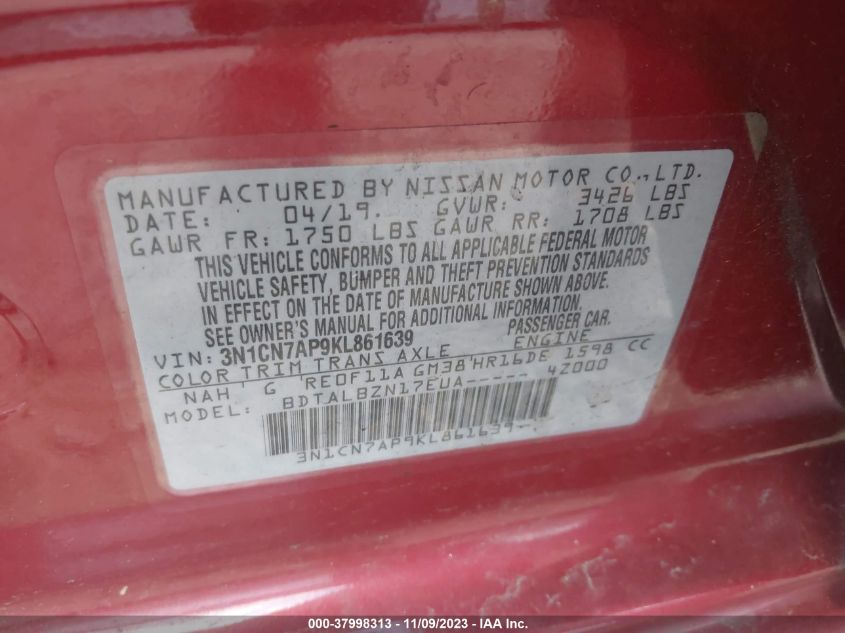 MANUFACTURED BY NISSAN MOTOR CO., LTD.
DATE: 04/19. GVWR: 3426 LBS
GAWR FR: 1750 LBS GAWR RR: 1708 LBS
THIS VEHICLE CONFORMS TO ALL APPLICABLE FEDERAL MOTOR
VEHICLE SAFETY, BUMPER AND THEFT PREVENTION STANDARDS
IN EFFECT ON THE DATE OF MANUFACTURE SHOWN ABOVE.
SEE OWNER'S MANUAL FOR ADDITIONAL INFORMATION.
VIN: 3N1CN7AP9KL861639 PASSENGER CAR.
COLOR TRIM TRANS AXLE ENGINE
NAH G RE0F11A GM38 HR16DE 1598 CC
MODEL: BDTALBZN17EUA----- 4Z000
3N1CN7AP9KL861639-.
000-37998313 - 11/09/2023 - IAAI.com.